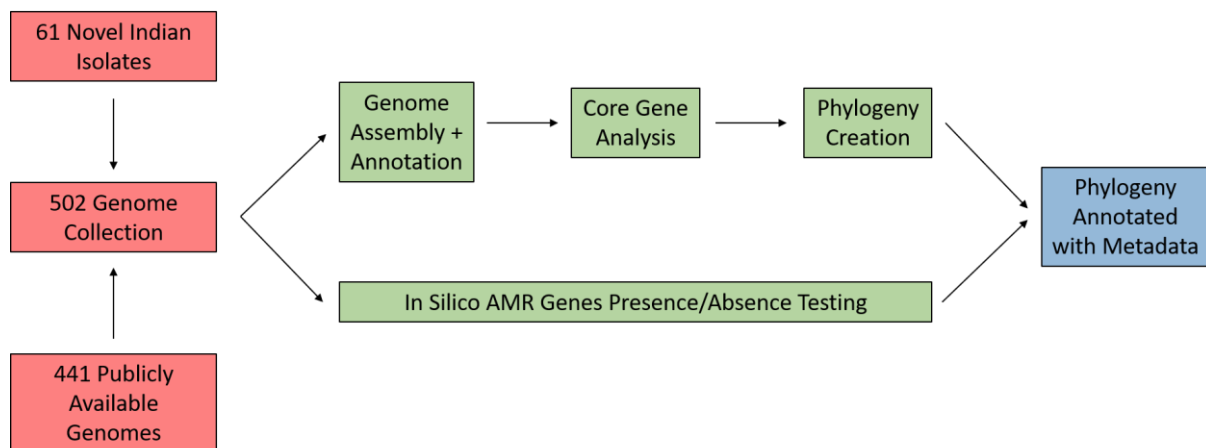 61 Novel Indian
Isolates
502 Genome
Collection
441 Publicly
Available
Genomes
Genome
Assembly +
Annotation
Core Gene
Analysis
Phylogeny
Creation
In Silico AMR Genes Presence/Absence Testing
Phylogeny
Annotated
with Metadata